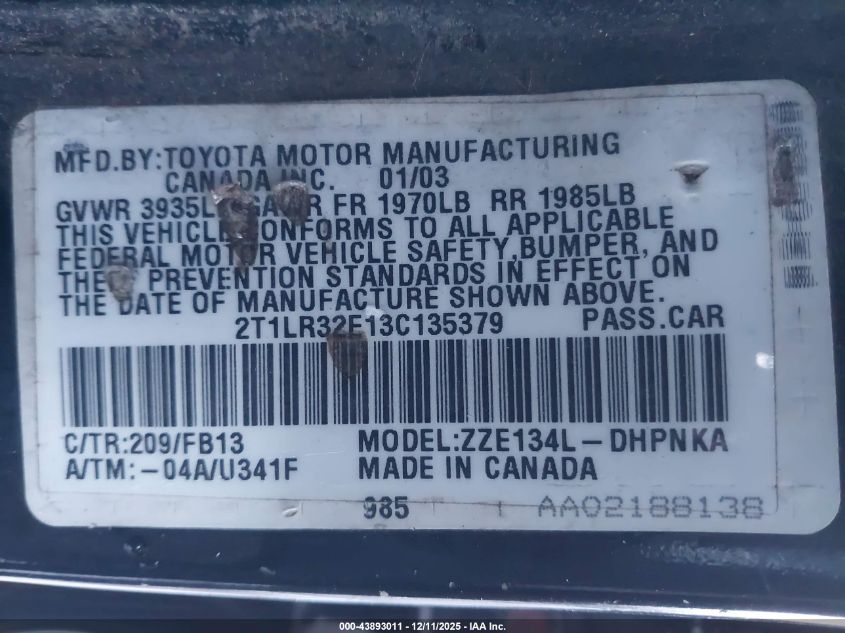 MFD.BY:TOYOTA MOTOR MANUFACTURING
CANADA INC. 01/03
GVWR 3935L GAWR FR 1970LB RR 1985LB
THIS VEHICLE CONFORMS TO ALL APPLICABLE
FEDERAL MOTOR VEHICLE SAFETY,BUMPER, AND
THEFT PREVENTION STANDARDS IN EFFECT ON
THE DATE OF MANUFACTURE SHOWN ABOVE.
2T1LR32E13C135379 PASS.CAR
C/TR:209/FB13 MODEL:ZZE134L-DHPNKA
A/TM:-04A/U341F MADE IN CANADA
985 AA02188138
000-43893011 - 12/11/2025 - IAA Inc.